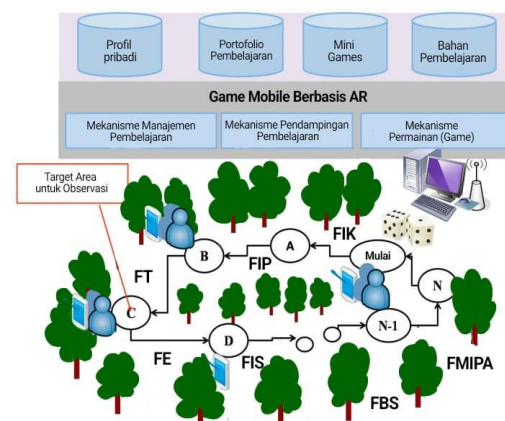 Profil
pribadi
Portofolio
Pembelajaran
Mini
Games
Bahan
Pembelajaran
Game Mobile Berbasis AR
Mekanisme Manajemen
Pembelajaran
Mekanisme Pendampingan
Pembelajaran
Mekanisme
Permainan (Game)
Target Area
untuk Observasi
FIK
A
B
FIP
Mulai
FT
N
C
D
N-1
FE
FIS
FMIPA
FBS